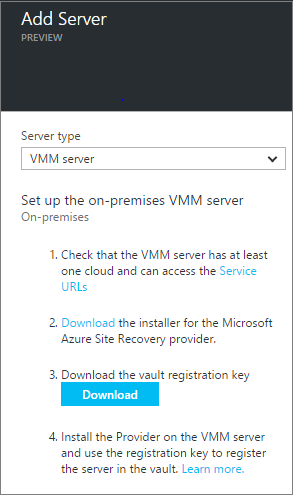 Add Server
PREVIEW
Server type
VMM server
Set up the on-premises VMM server
On-premises
1. Check that the VMM server has at least
one cloud and can access the Service
URLs
2. Download the installer for the Microsoft
Azure Site Recovery provider.
3. Download the vault registration key
Download
4. Install the Provider on the VMM server
and use the registration key to register
the server in the vault. Learn more.